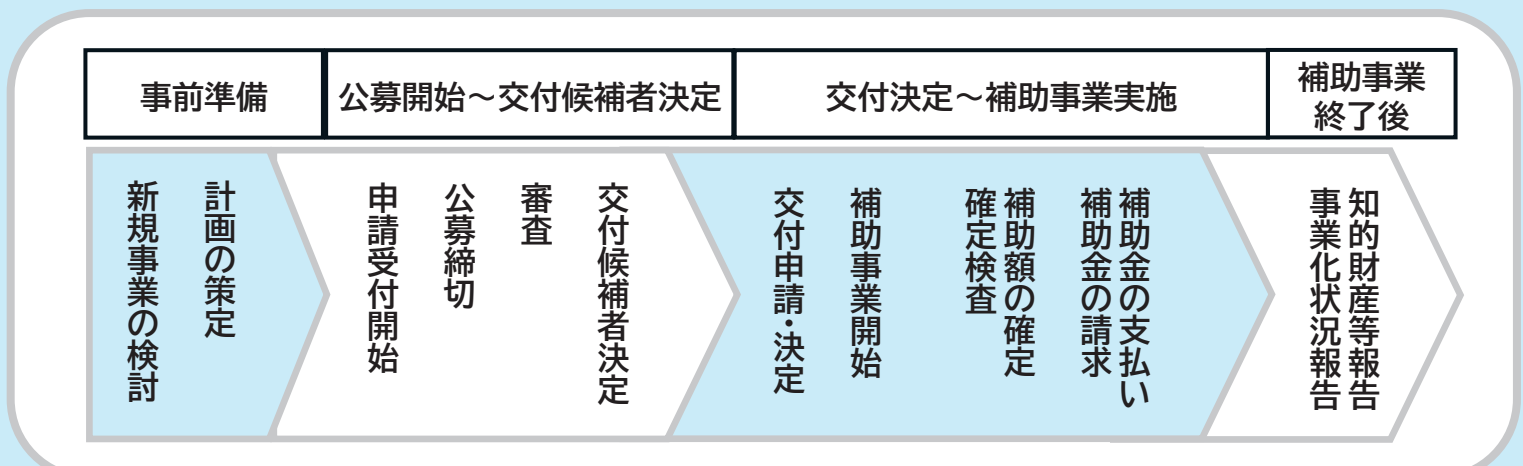 事前準備
公募開始~交付候補者決定
交付決定~補助事業実施
補助事業
終了後
新規事業の検討
計画の策定
申請受付開始
公募締切
審査
交付候補者決定
交付申請・決定
補助事業開始
確定検査
補助額の確定
補助金の請求
補助金の支払い
事業化状況報告
知的財産等報告